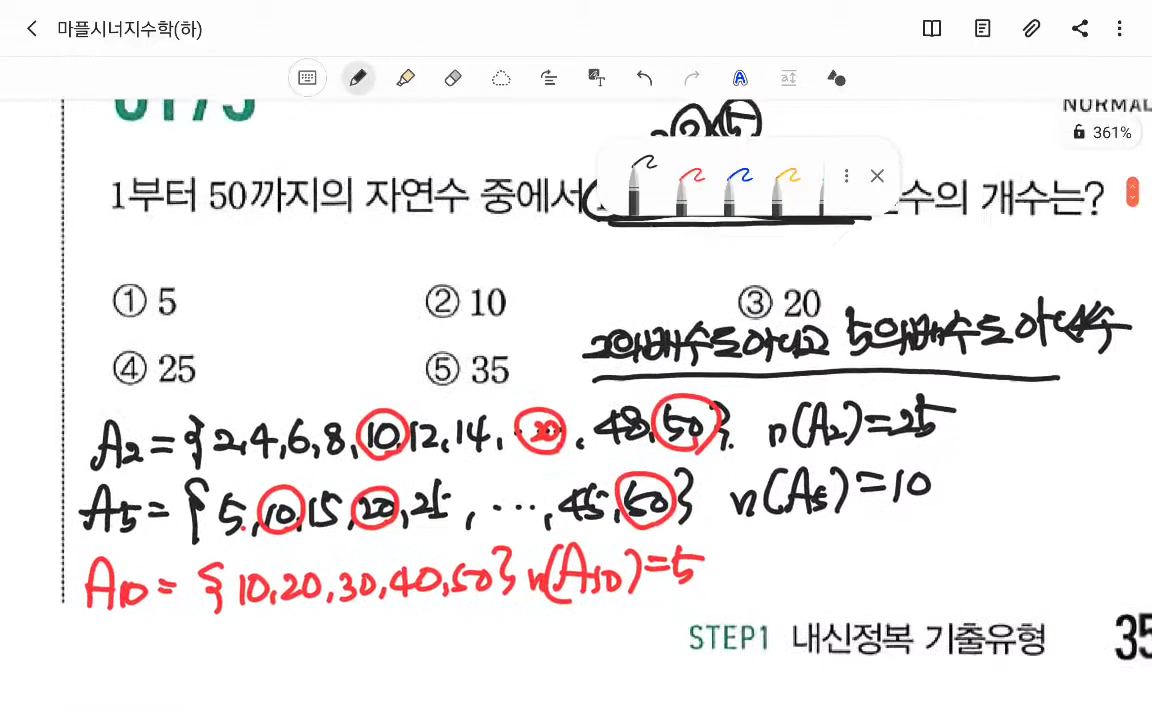 마플시너지수학(하)
NORMAL
361%
② ⑤
1부터 50까지의 자연수 중에서 수의 개수는?
① 5 ② 10 ③ 20
2의배수도아니고 5의배수도 아닌수
④ 25 ⑤ 35
A2={2,4,6,8,10,12,14,…20…,48,50}. n(A2)=25
A5={5,10,15,20,25,…,45,50} n(A5)=10
A10={10,20,30,40,50} n(A10)=5
STEP1 내신정복 기출유형 35